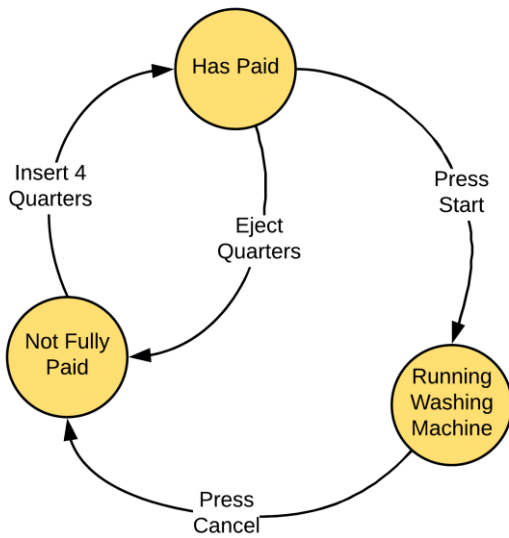 Has Paid
Insert 4
Quarters
Press
Start
Eject
Quarters
Not Fully
Paid
Running
Washing
Machine
Press
Cancel